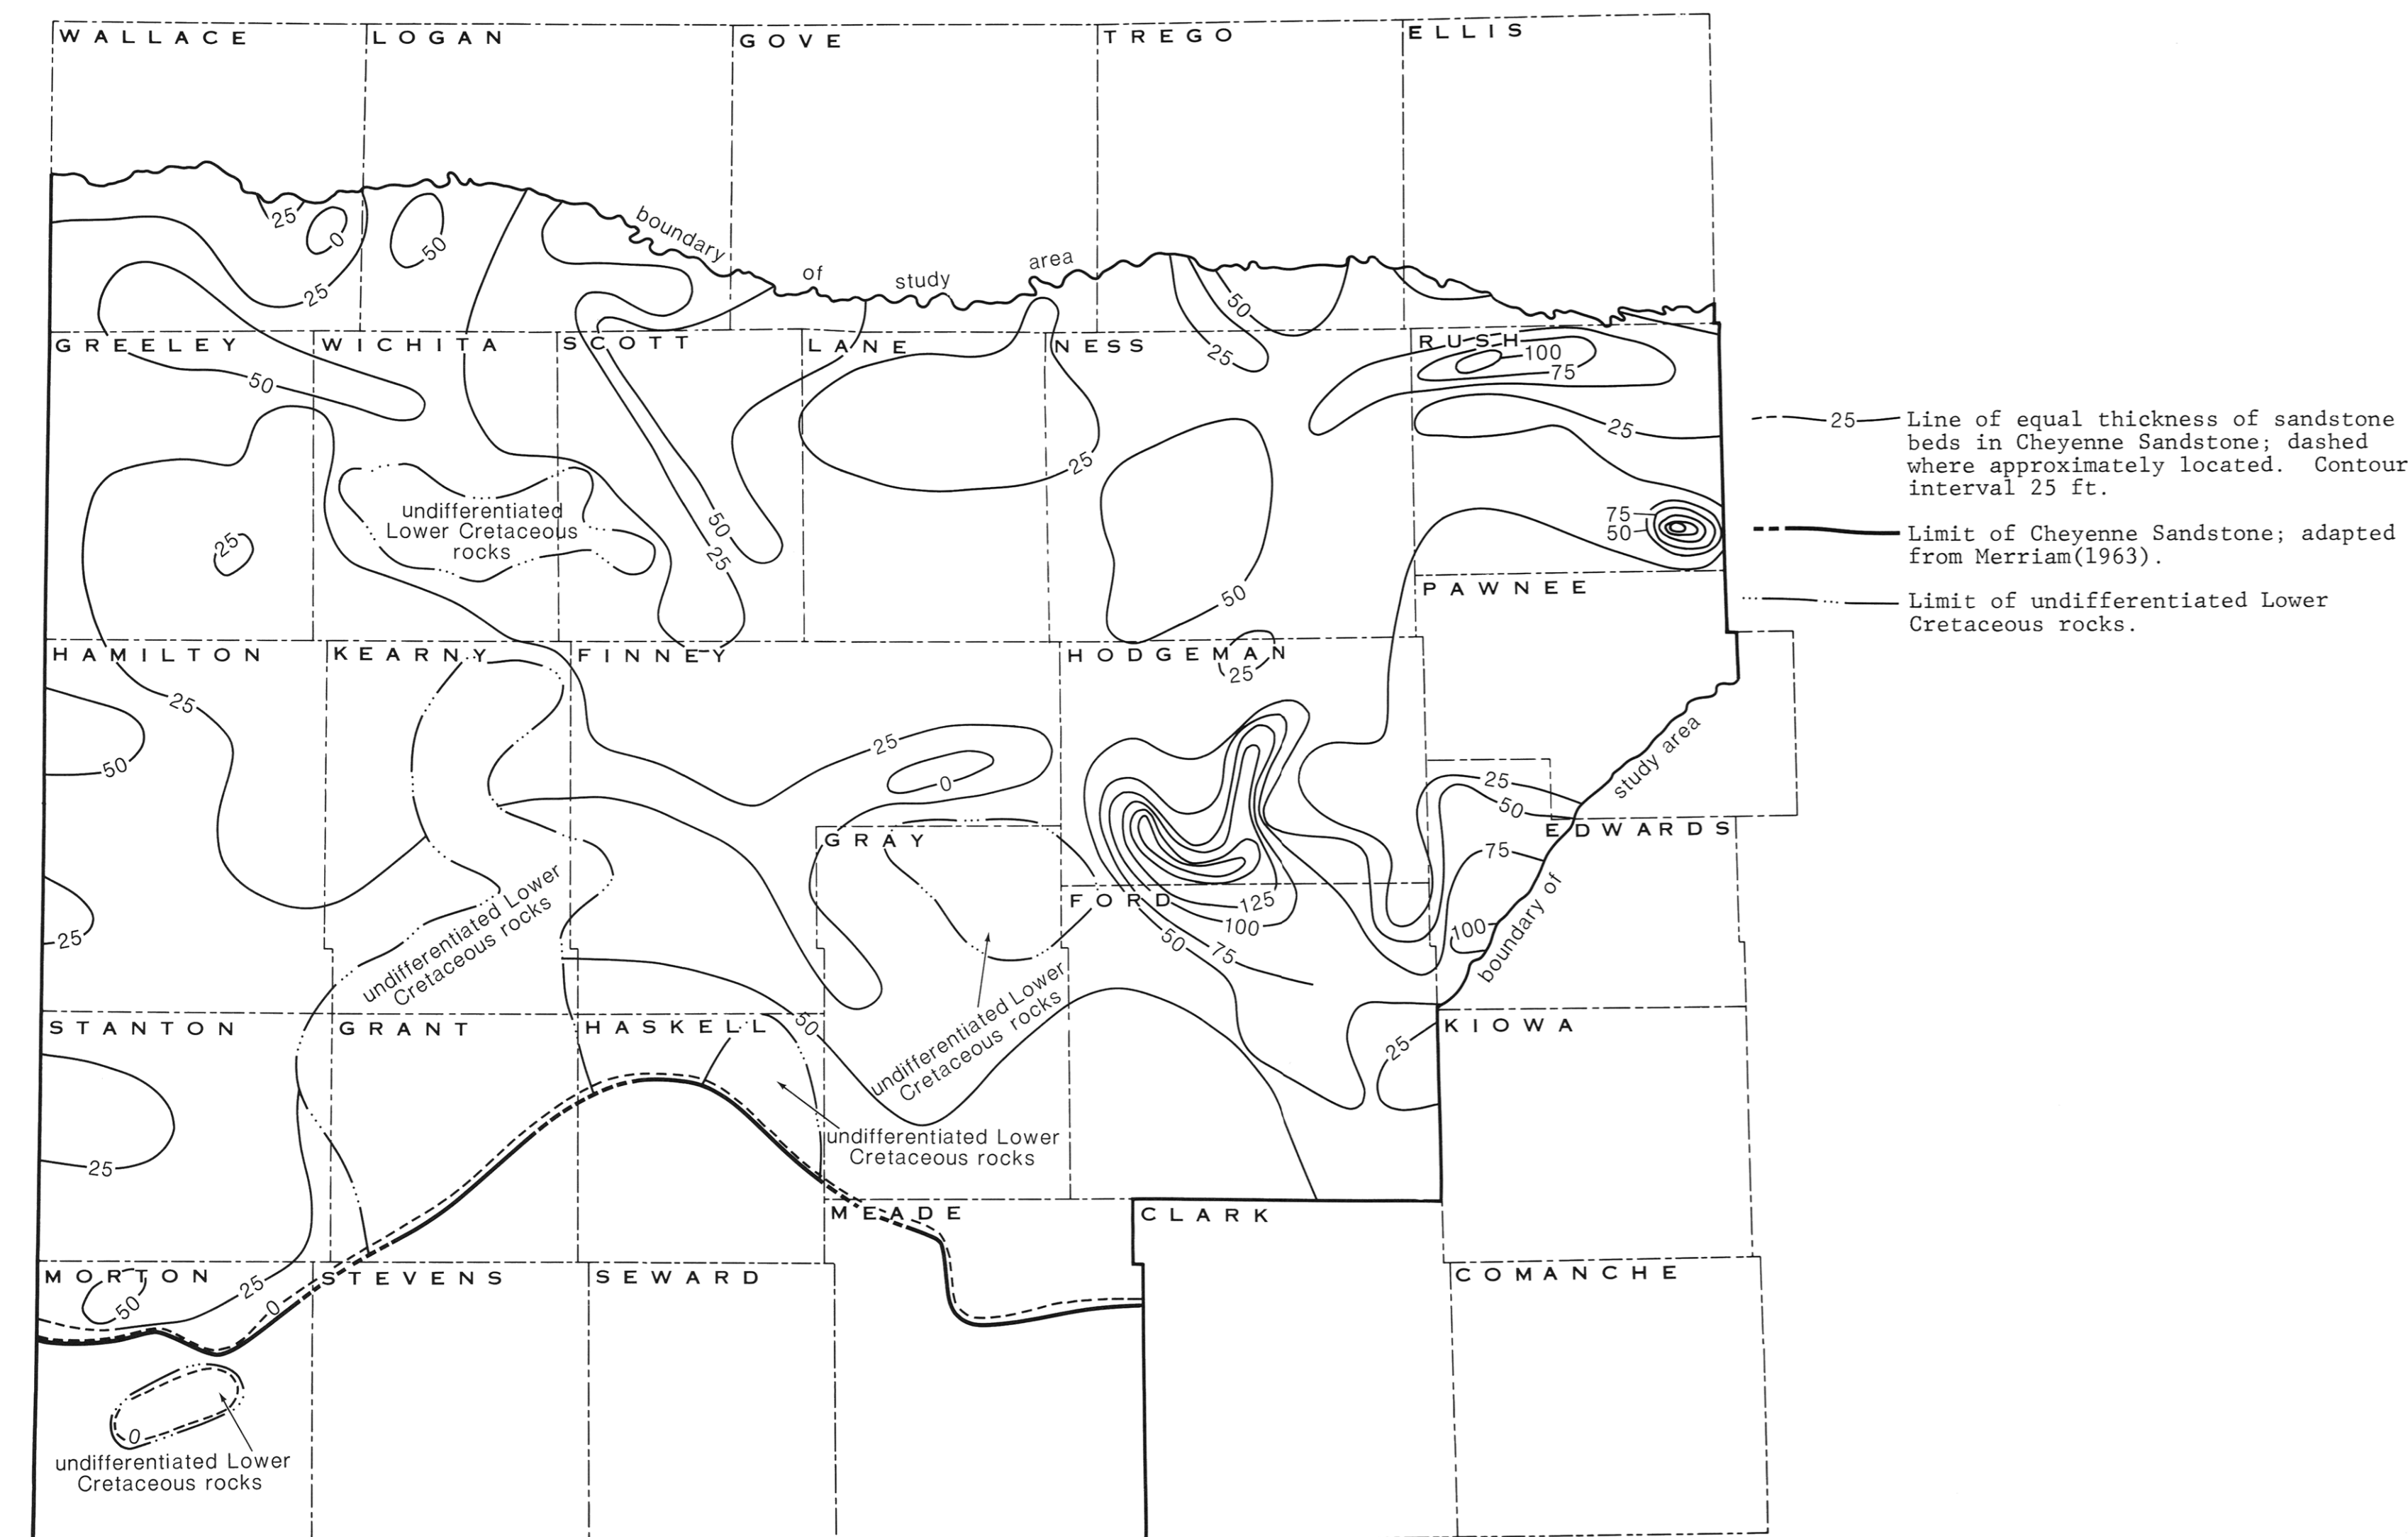 WALLACE
LOGAN
GOVE
TREGO
ELLIS
25
0
50
boundary
of
study
area
25
50
25
GREELEY
WICHITA
SCOTT
LANE
NESS
RUSH
100
75
50
25
25
50
25
undifferentiated
Lower Cretaceous
rocks
25
50
75
50
PAWNEE
HAMILTON
KEARNY
FINNEY
HODGEMAN
25
25
50
25
0
25
50
study area
GRAY
EDWARDS
75
undifferentiated Lower
Cretaceous rocks
FORD
125
100
50
75
100
boundary of
25
undifferentiated Lower
Cretaceous rocks
STANTON
GRANT
HASKELL
50
KIOWA
25
undifferentiated Lower
Cretaceous rocks
25
MEADE
CLARK
MORTON
50
25
0
STEVENS
SEWARD
COMANCHE
0
undifferentiated Lower
Cretaceous rocks
25 Line of equal thickness of sandstone
beds in Cheyenne Sandstone; dashed
where approximately located. Contour
interval 25 ft.
Limit of Cheyenne Sandstone; adapted
from Merriam(1963).
Limit of undifferentiated Lower
Cretaceous rocks.